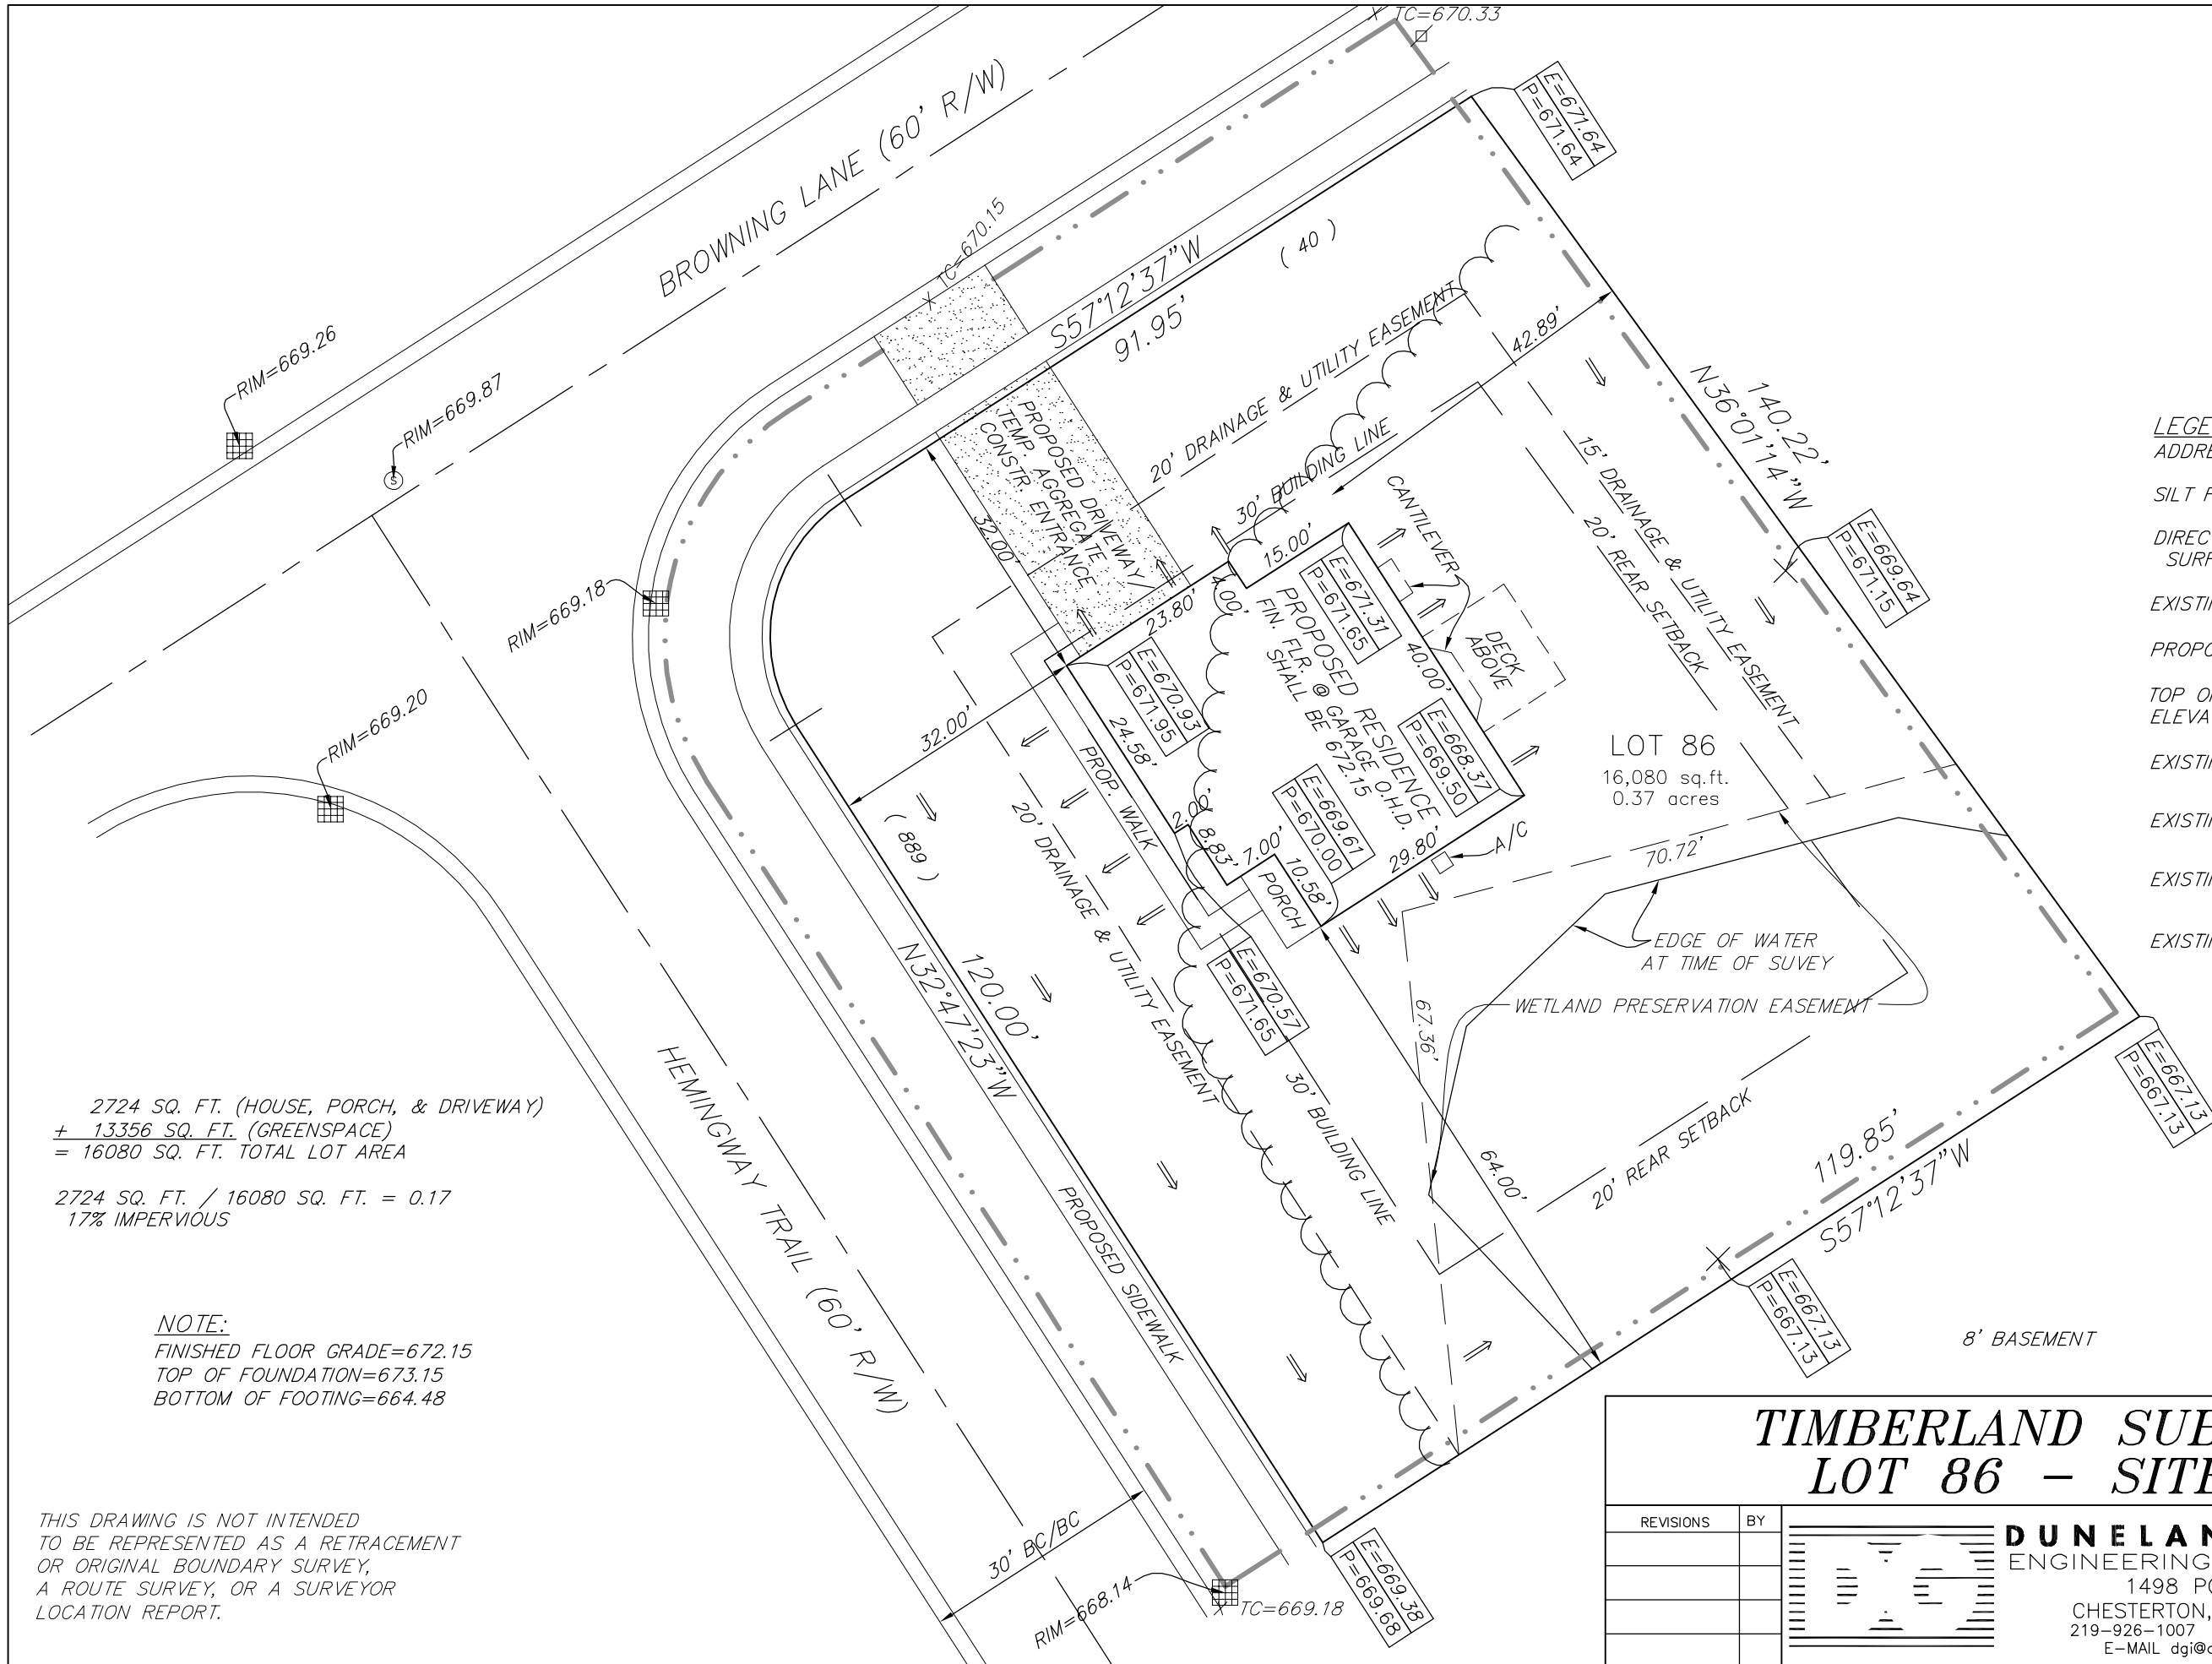 X TC=670.33
E=671.64
P=671.64
BROWNING LANE (60' R/W)
X TC=670.15
S57°12'37"W
91.95'
( 40 )
42.89'
20' DRAINAGE & UTILITY EASEMENT
30' BUILDING LINE
N36°01'14"W
140.22'
15' DRAINAGE & UTILITY EASEMENT
20' REAR SETBACK
E=669.64
P=671.15
RIM=669.26
RIM=669.87
S
RIM=669.18
RIM=669.20
PROPOSED DRIVEWAY
TEMP. AGGREGATE
CONSTR. ENTRANCE
32.00'
CANTILEVER
15.00'
4.00'
23.80'
E=671.31
P=671.65
PROPOSED RESIDENCE
FIN. FLR. @ GARAGE O.H.D.
SHALL BE 672.15
40.00'
DECK
ABOVE
E=670.93
P=671.95
24.58'
32.00'
PROP. WALK
2.00'
8.83'
7.00'
10.58'
PORCH
E=669.61
P=670.00
E=668.37
P=669.50
29.80'
A/C
LOT 86
16,080 sq.ft.
0.37 acres
70.72'
EDGE OF WATER
AT TIME OF SUVEY
WETLAND PRESERVATION EASEMENT
67.36'
64.00'
E=670.57
P=671.65
( 889 )
20' DRAINAGE & UTILITY EASEMENT
120.00'
N32°47'23"W
30' BUILDING LINE
20' REAR SETBACK
119.85'
S57°12'37"W
E=667.13
P=667.13
E=667.13
P=667.13
HEMINGWAY TRAIL (60' R/W)
PROPOSED SIDEWALK
30' BC/BC
RIM=668.14
X TC=669.18
E=669.38
P=669.68
8' BASEMENT
2724 SQ. FT. (HOUSE, PORCH, & DRIVEWAY)
+ 13356 SQ. FT. (GREENSPACE)
= 16080 SQ. FT. TOTAL LOT AREA
2724 SQ. FT. / 16080 SQ. FT. = 0.17
17% IMPERVIOUS
NOTE:
FINISHED FLOOR GRADE=672.15
TOP OF FOUNDATION=673.15
BOTTOM OF FOOTING=664.48
THIS DRAWING IS NOT INTENDED
TO BE REPRESENTED AS A RETRACEMENT
OR ORIGINAL BOUNDARY SURVEY,
A ROUTE SURVEY, OR A SURVEYOR
LOCATION REPORT.
LEGE
ADDRE
SILT F
DIREC
SURF
EXISTI
PROPO
TOP O
ELEVA
EXISTI
EXISTI
EXISTI
EXISTI
TIMBERLAND SUB
LOT 86 - SITE
REVISIONS BY
DGI
DUNELAN
ENGINEERING
1498 PO
CHESTERTON,
219-926-1007
E-MAIL dgi@